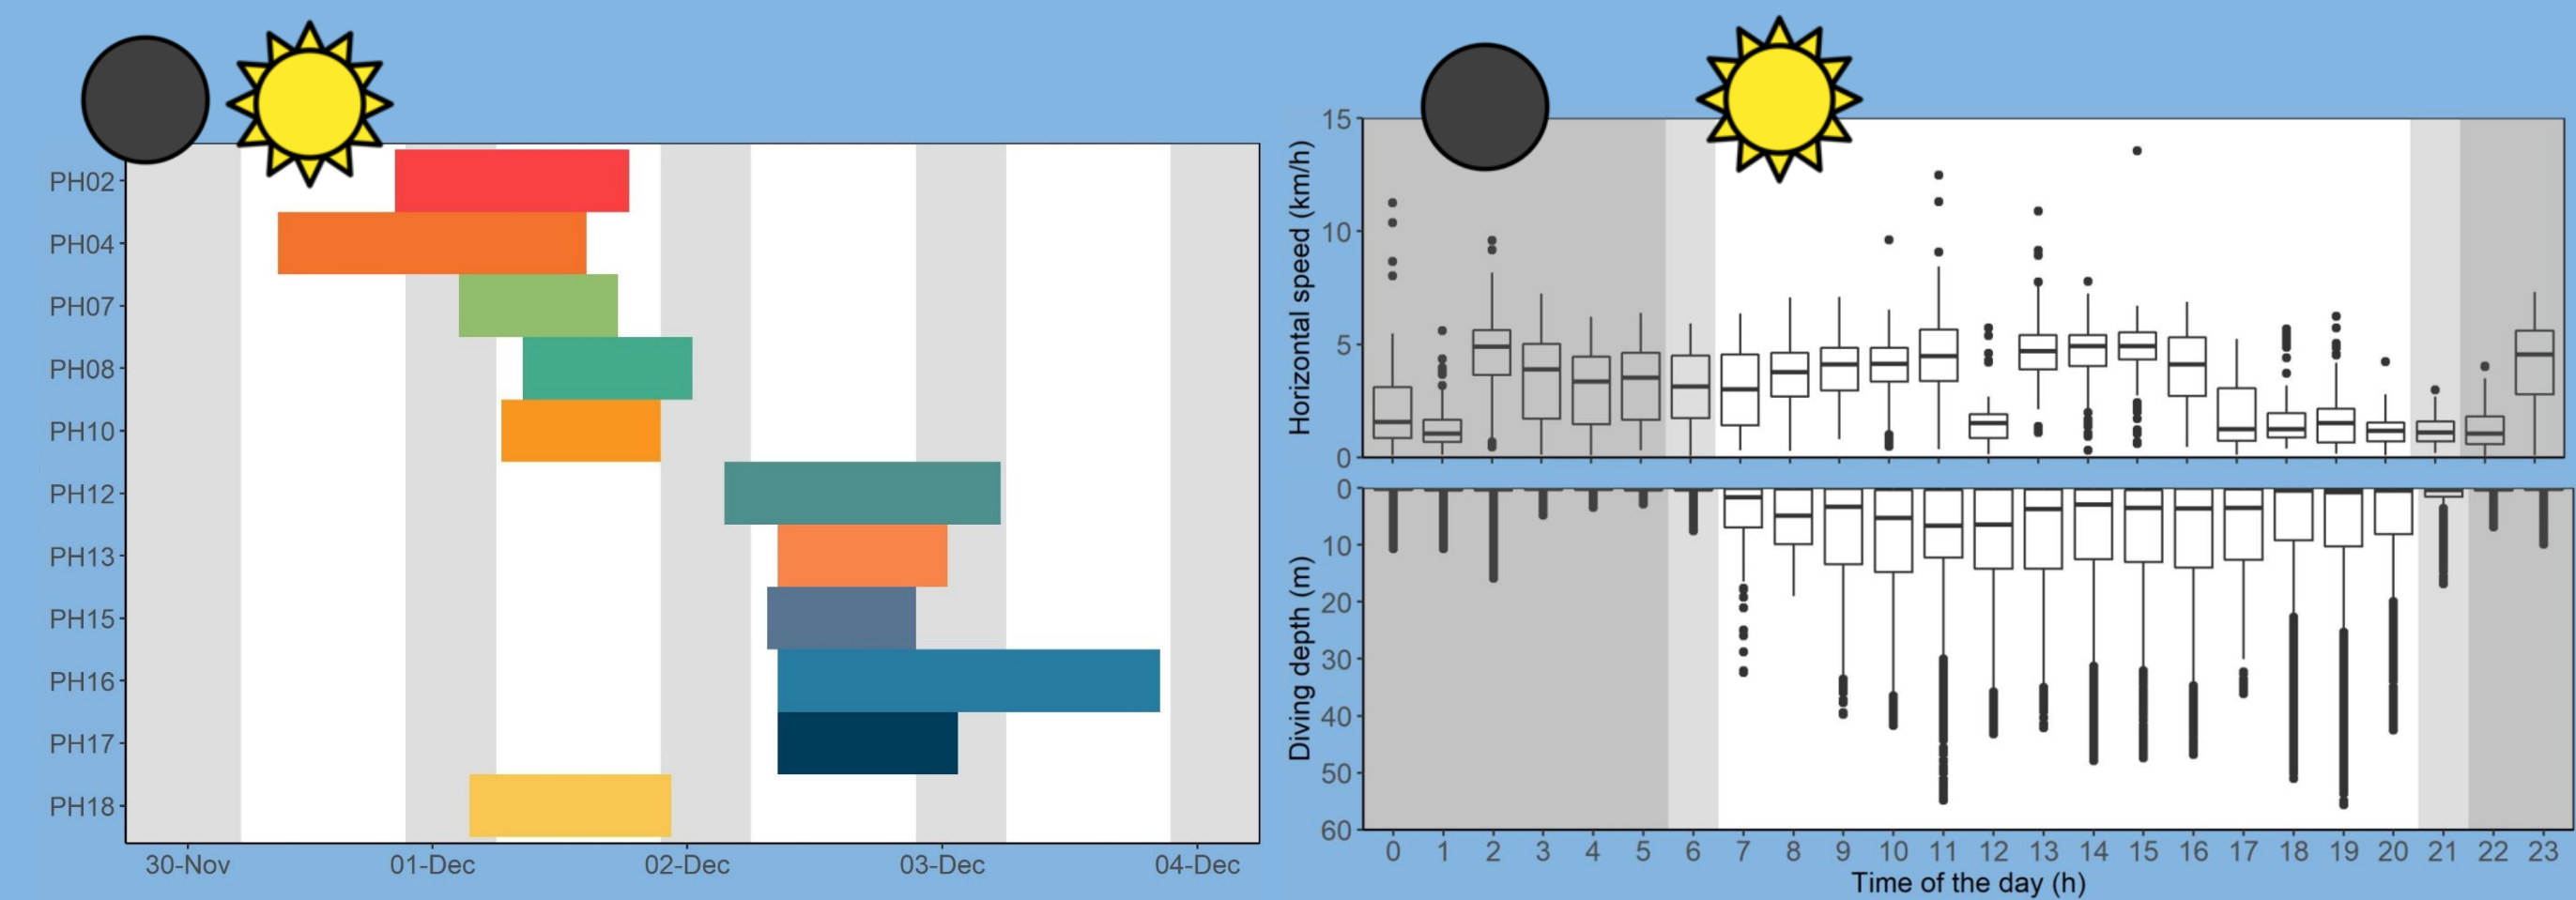 PH02
PH04
PH07
PH08
PH10
PH12
PH13
PH15
PH16
PH17
PH18
30-Nov 01-Dec 02-Dec 03-Dec 04-Dec
Horizontal speed (km/h)
15
10
5
0
Diving depth (m)
0
10
20
30
40
50
60
0 1 2 3 4 5 6 7 8 9 10 11 12 13 14 15 16 17 18 19 20 21 22 23
Time of the day (h)